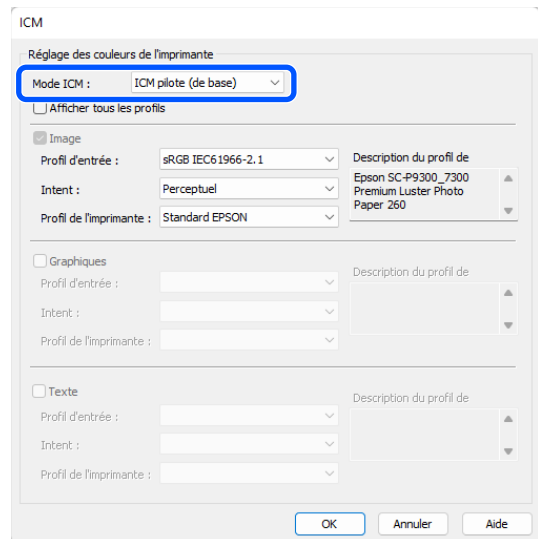 ICM
Réglage des couleurs de l'imprimante
Mode ICM : ICM pilote (de base)
Afficher tous les profils
Image
Profil d'entrée : sRGB IEC61966-2.1 Description du profil de
Intent : Perceptuel Epson SC-P9300_7300
Premium Luster Photo
Paper 260
Profil de l'imprimante : Standard EPSON
Graphiques
Profil d'entrée : Description du profil de
Intent :
Profil de l'imprimante :
Texte
Profil d'entrée : Description du profil de
Intent :
Profil de l'imprimante :
OK Annuler Aide